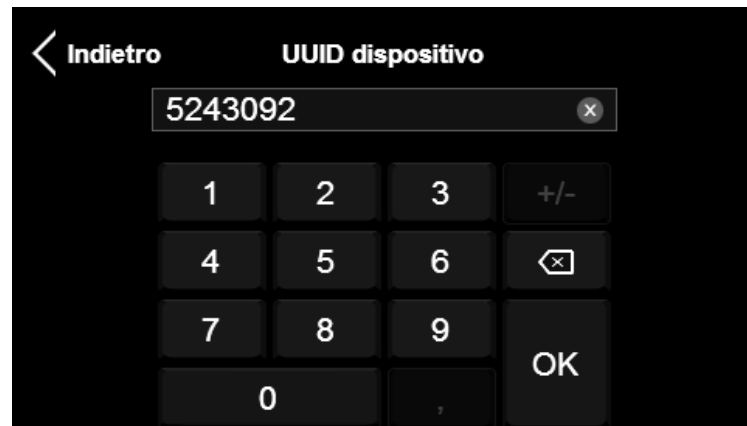 Indietro UUID dispositivo
5243092
1 2 3 +/-
4 5 6
7 8 9
OK
0 ,